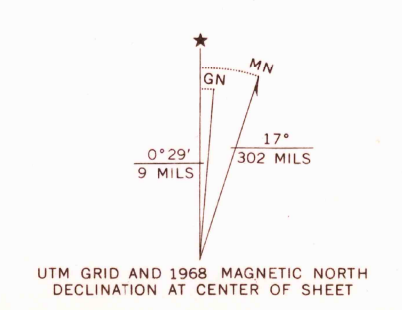 ★
MN
GN
0°29'
9 MILS
17°
302 MILS
UTM GRID AND 1968 MAGNETIC NORTH
DECLINATION AT CENTER OF SHEET